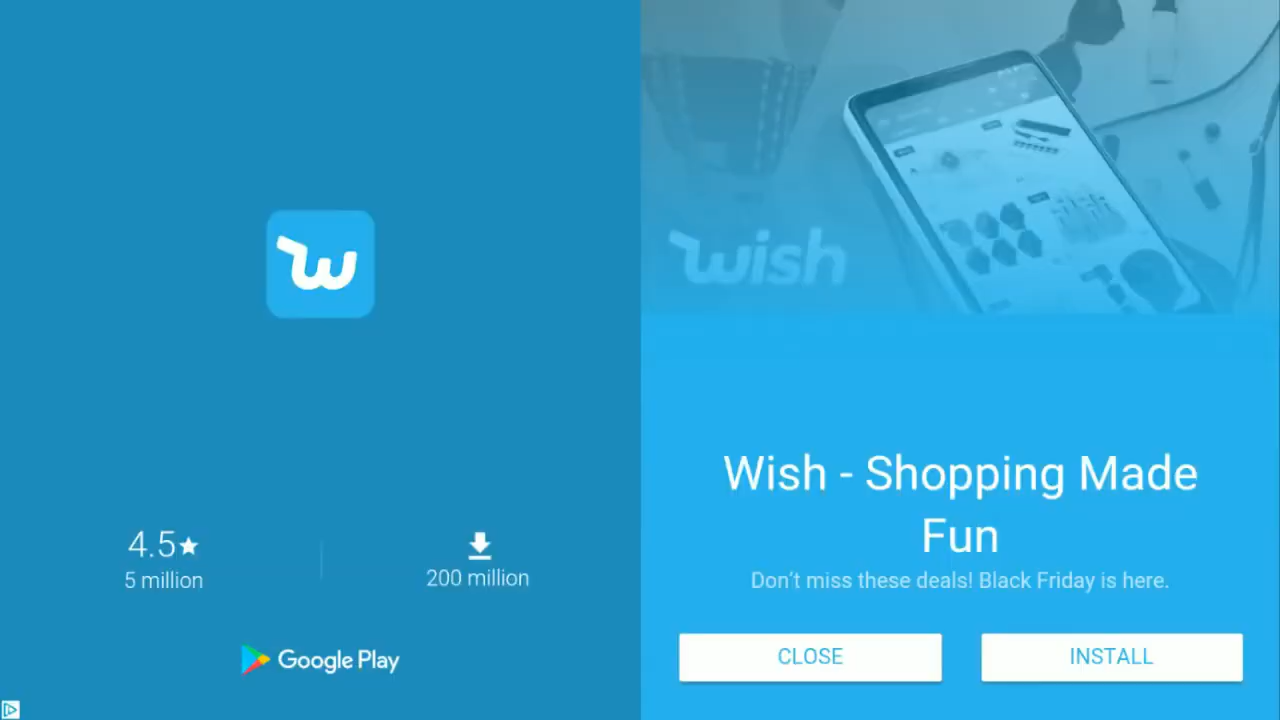 4.5★
5 million
200 million
Google Play
wish
Wish - Shopping Made
Fun
Don't miss these deals! Black Friday is here.
CLOSE
INSTALL